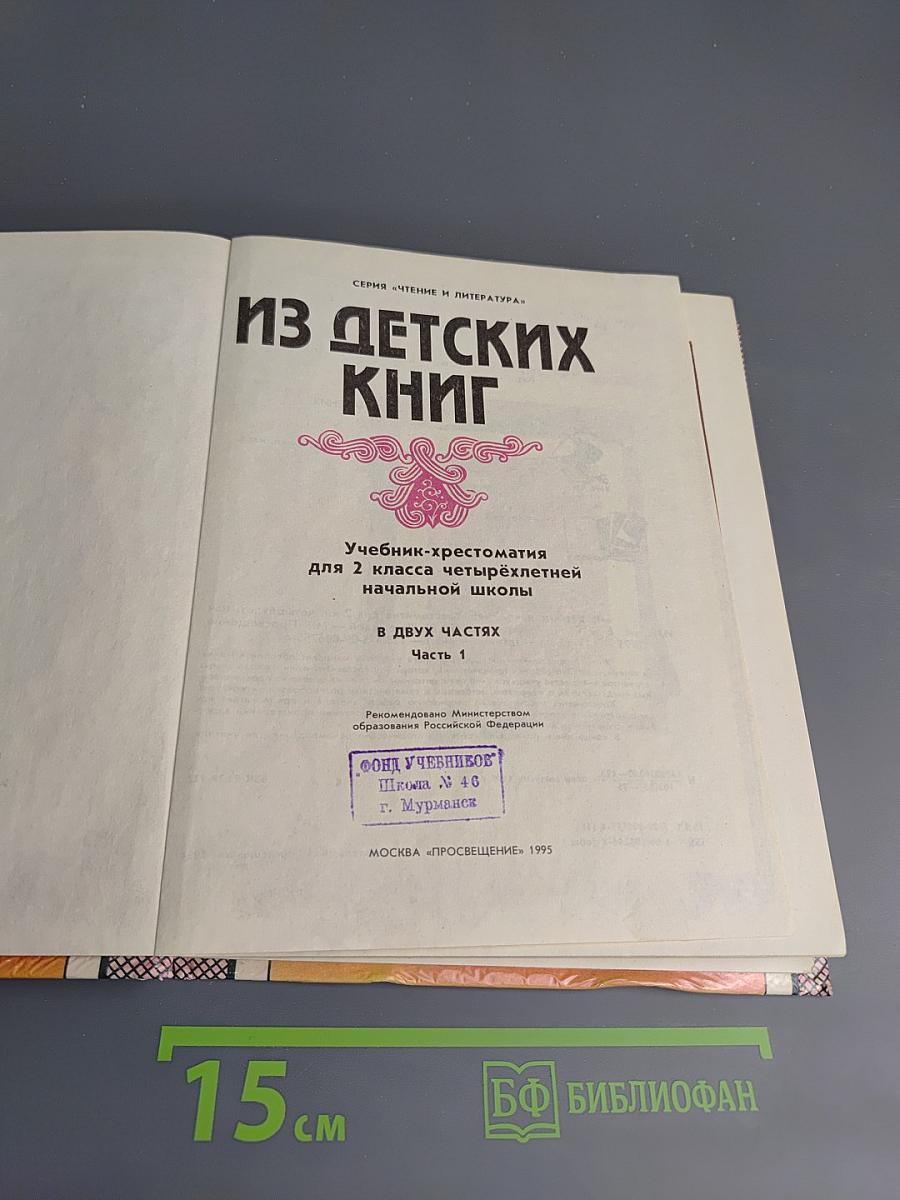 СЕРИЯ «ЧТЕНИЕ И ЛИТЕРАТУРА»
ИЗ ДЕТСКИХ
КНИГ
Учебник-хрестоматия
для 2 класса четырёхлетней
начальной школы
В ДВУХ ЧАСТЯХ
Часть 1
Рекомендовано Министерством
образования Российской Федерации
"ФОНД УЧЕБНИКОВ"
Школа № 46
г. Мурманск
МОСКВА «ПРОСВЕЩЕНИЕ» 1995
15 см
БФ БИБЛИОФАН